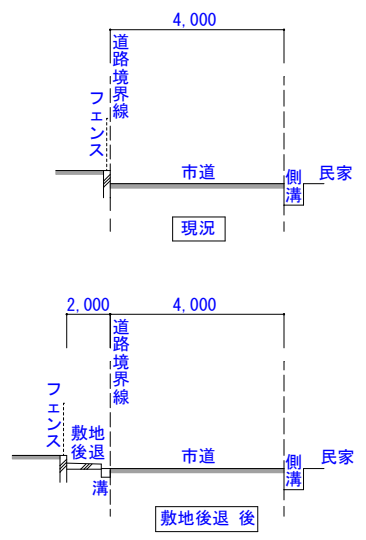 4,000
道路境界線
フェンス
市道
側溝
民家
現況
2,000
4,000
道路境界線
フェンス
敷地
後退
市道
側溝
民家
溝
敷地後退 後